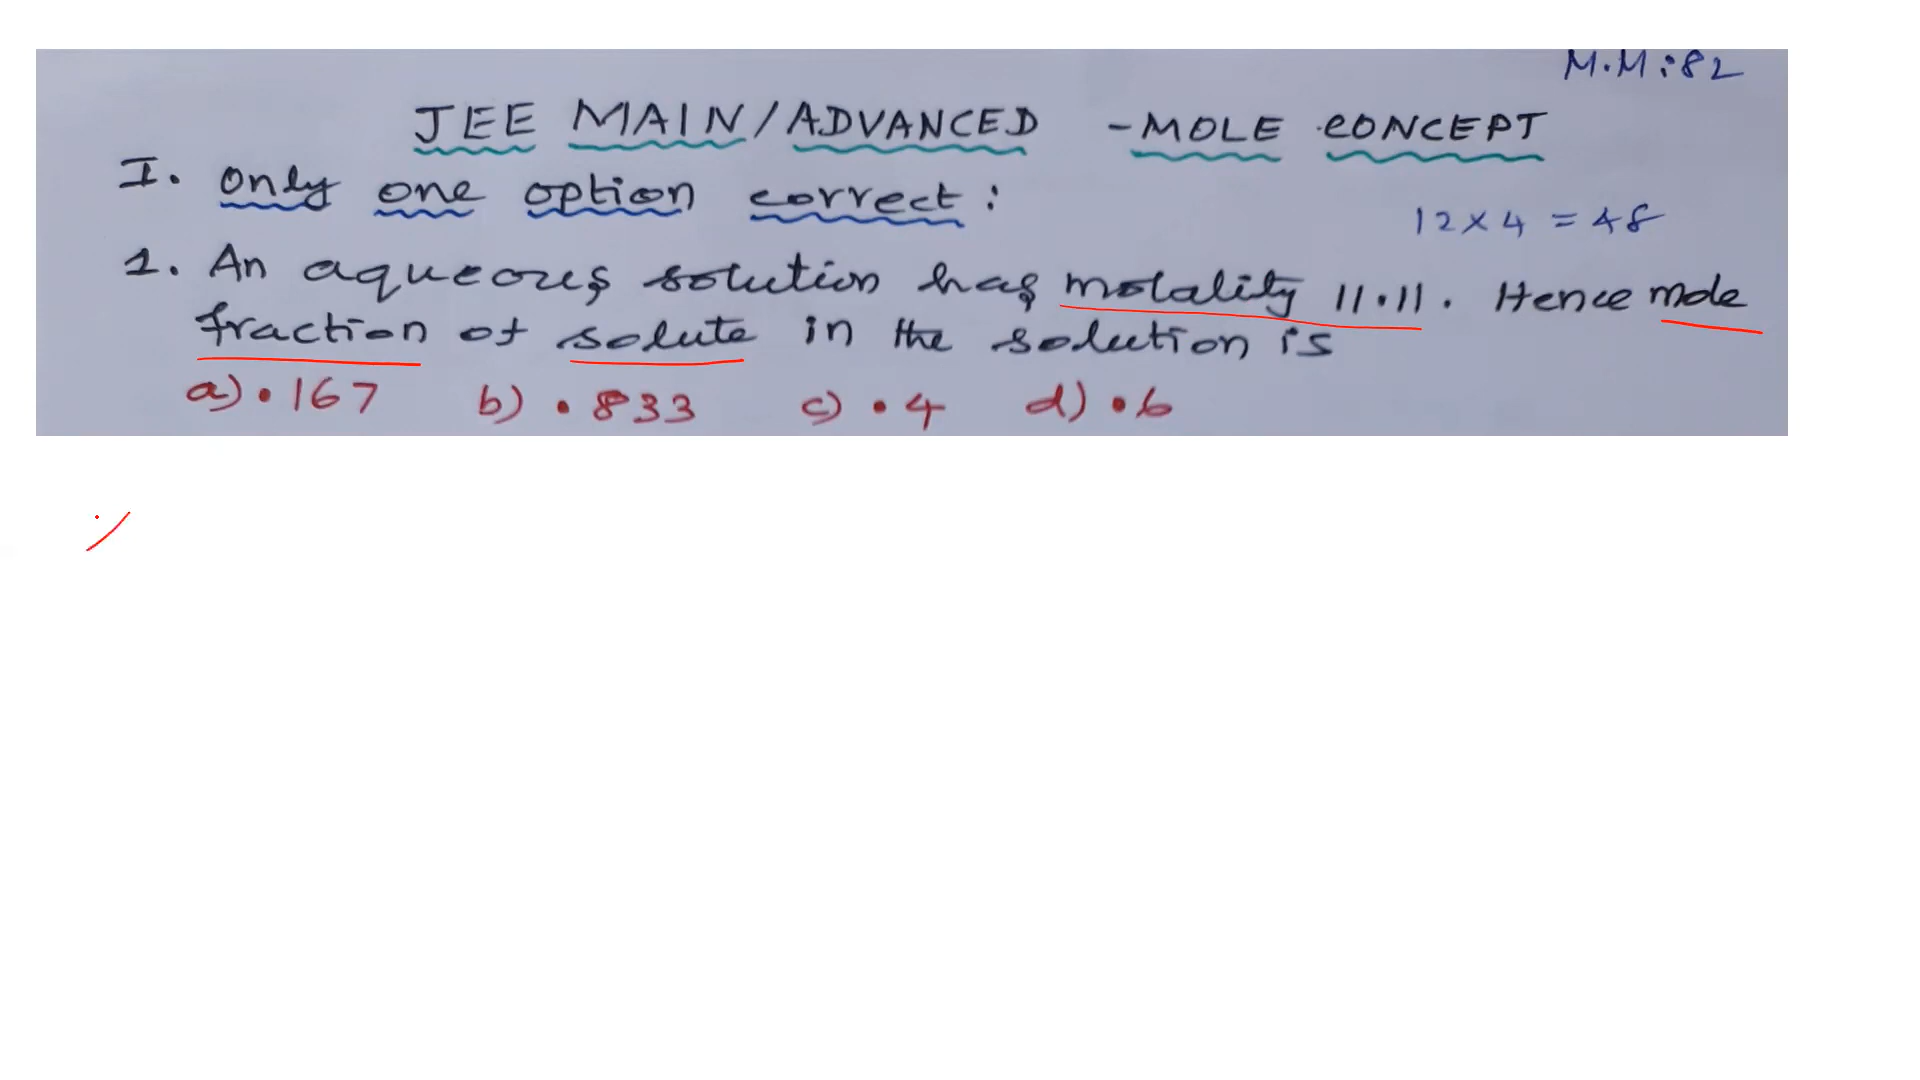 M.M:82
JEE MAIN/ADVANCED -MOLE CONCEPT
I. only one option correct:
12×4 = 48
1. An aqueous solution has molality 11.11. Hence mole
fraction of solute in the solution is
a) .167 b) .833 c) .4 d) .6